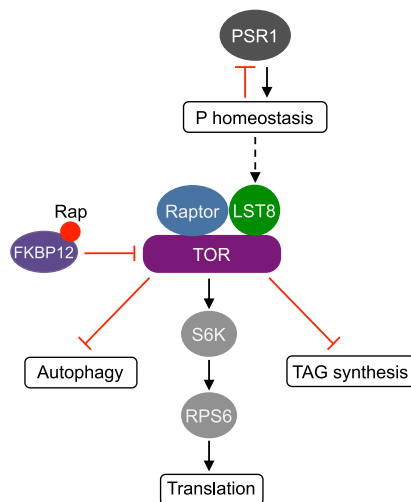 PSR1
P homeostasis
Rap
Raptor
LST8
FKBP12
TOR
S6K
Autophagy
TAG synthesis
RPS6
Translation